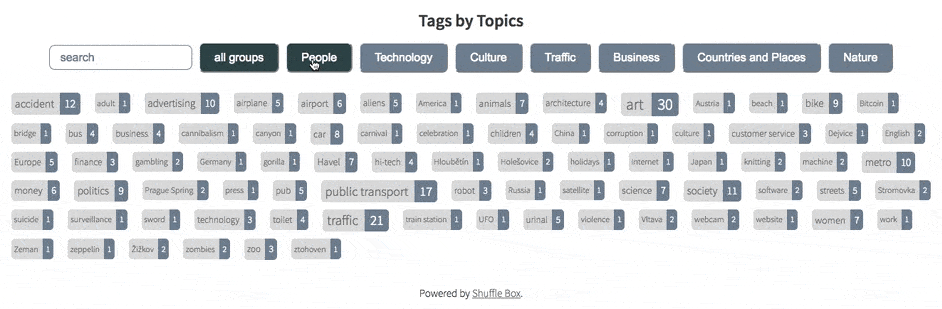 Tags by Topics
search all groups People Technology Culture Traffic Business Countries and Places Nature
accident 12 adult 1 advertising 10 airplane 5 airport 6 aliens 5 America 1 animals 7 architecture 4 art 30 Austria 1 beach 1 bike 9 Bitcoin 1
bridge 1 bus 4 business 4 cannibalism 1 canyon 1 car 8 carnival 1 celebration 1 children 4 China 1 corruption 1 culture 1 customer service 3 Dejvice 1 English 2
Europe 5 finance 3 gambling 2 Germany 1 gorilla 1 Havel 7 hi-tech 4 Hloubětín 1 Holešovice 2 holidays 1 Internet 1 Japan 1 knitting 2 machine 2 metro 10
money 6 politics 9 Prague Spring 2 press 1 pub 5 public transport 17 robot 3 Russia 1 satellite 1 science 7 society 11 software 2 streets 5 Stromovka 2
suicide 1 surveillance 1 sword 1 technology 3 toilet 4 traffic 21 train station 1 UFO 1 urinal 5 violence 1 Vltava 2 webcam 2 website 1 women 7 work 1
Zeman 1 zeppelin 1 Žižkov 2 zombies 2 zoo 3 ztohoven 1
Powered by Shuffle Box.